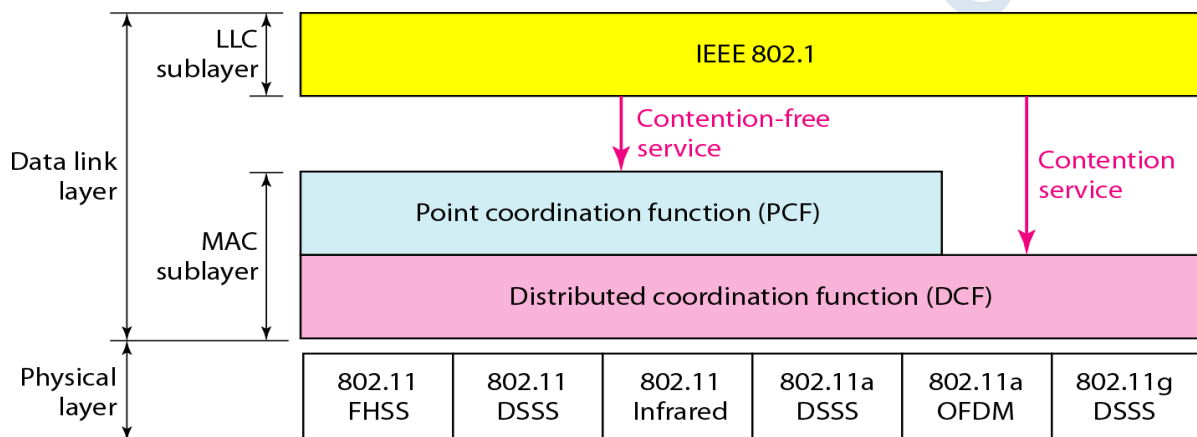 LLC
sublayer
IEEE 802.1
Contention-free
service
Contention
service
Data link
layer
MAC
sublayer
Point coordination function (PCF)
Distributed coordination function (DCF)
Physical
layer
802.11
FHSS
802.11
DSSS
802.11
Infrared
802.11a
DSSS
802.11a
OFDM
802.11g
DSSS